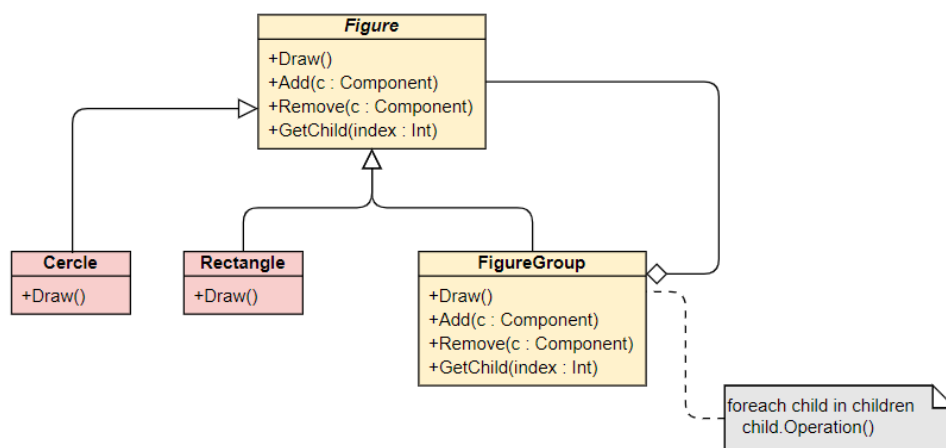 Figure
+Draw()
+Add(c : Component)
+Remove(c : Component)
+GetChild(index : Int)
Cercle
+Draw()
Rectangle
+Draw()
FigureGroup
+Draw()
+Add(c : Component)
+Remove(c : Component)
+GetChild(index : Int)
foreach child in children
child.Operation()